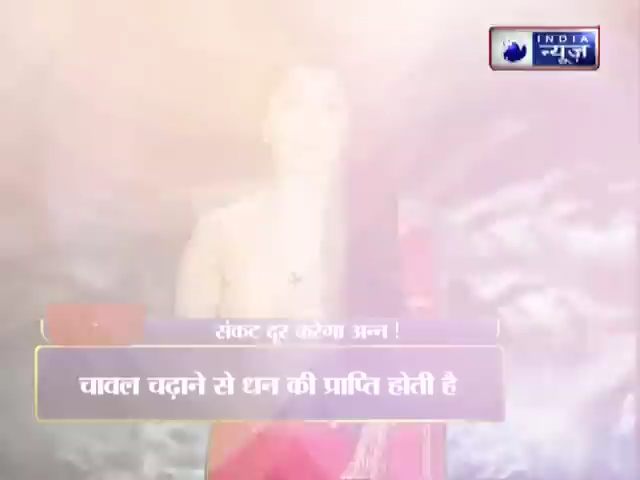 INDIA
न्यूज़
संकट दूर करेगा अन्न !
चावल चढ़ाने से धन की प्राप्ति होती है